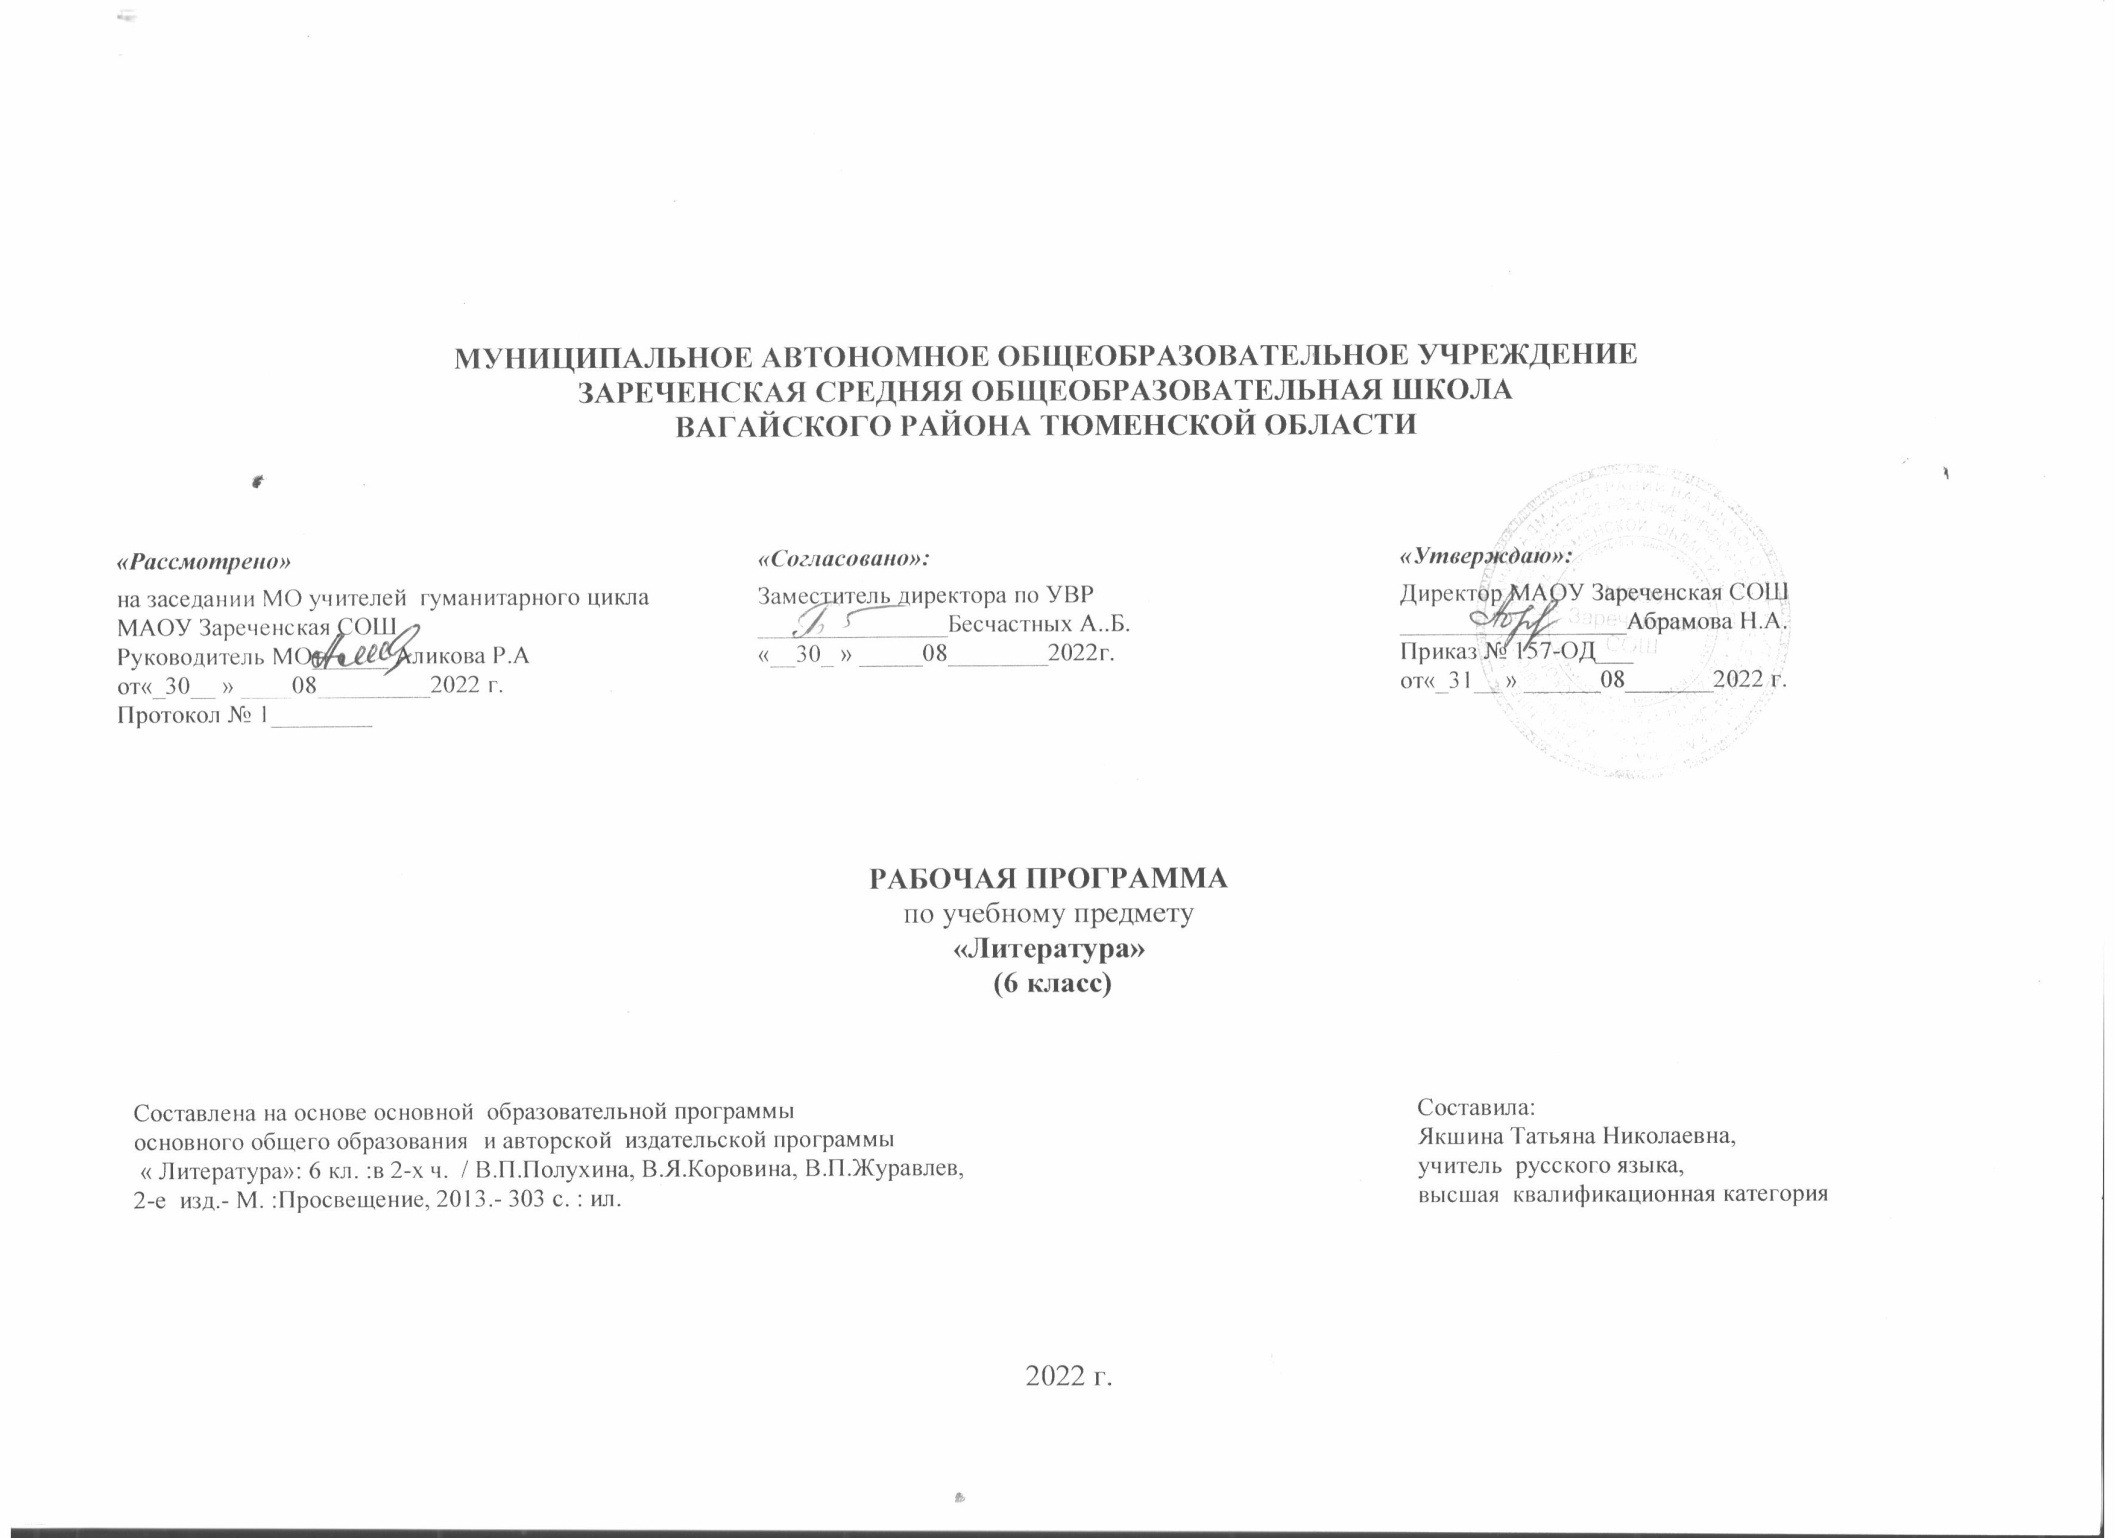 МУНИЦИПАЛЬНОЕ АВТОНОМНОЕ ОБЩЕОБРАЗОВАТЕЛЬНОЕ УЧРЕЖДЕНИЕ
ЗАРЕЧЕНСКАЯ СРЕДНЯЯ ОБЩЕОБРАЗОВАТЕЛЬНАЯ ШКОЛА
ВАГАЙСКОГО РАЙОНА ТЮМЕНСКОЙ ОБЛАСТИ
«Рассмотрено»
на заседании МО учителей гуманитарного цикла
МАОУ Зареченская СОШ
Руководитель МО Аликова Р.А
от«_30__ » ____08_________2022 г.
Протокол № 1________
«Согласовано»:
Заместитель директора по УВР
_______________Бесчастных А..Б.
«__30_ » _____08__________2022г.
«Утверждаю»:
Директор МАОУ Зареченская СОШ
__________________Абрамова Н.А.
Приказ № 157-ОД___
от«_31__ » ______08_______2022 г.
РАБОЧАЯ ПРОГРАММА
по учебному предмету
«Литература»
(6 класс)
Составлена на основе основной образовательной программы
основного общего образования и авторской издательской программы
« Литература»: 6 кл. :в 2-х ч. / В.П.Полухина, В.Я.Коровина, В.П.Журавлев,
2-е изд.- М. :Просвещение, 2013.- 303 с. : ил.
Составила:
Якшина Татьяна Николаевна,
учитель русского языка,
высшая квалификационная категория
2022 г.